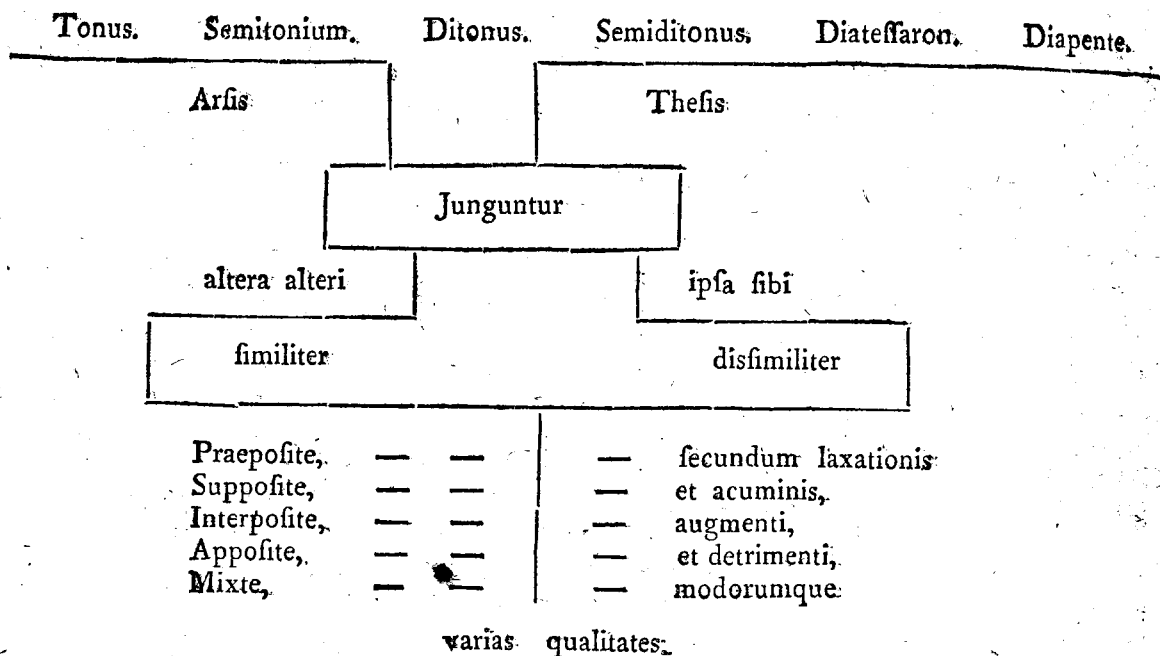 Tonus. Semitonium. Ditonus. Semiditonus. Diateſſaron. Diapente.
Arſis Theſis
Junguntur
altera alteri ipſa ſibi
ſimiliter disſimiliter
Praepoſite, — — — ſecundum laxationis
Suppoſite, — — — et acuminis,
Interpoſite, — — — augmenti,
Appoſite, — — — et detrimenti,
Mixte, — — — modorumque
varias qualitates;